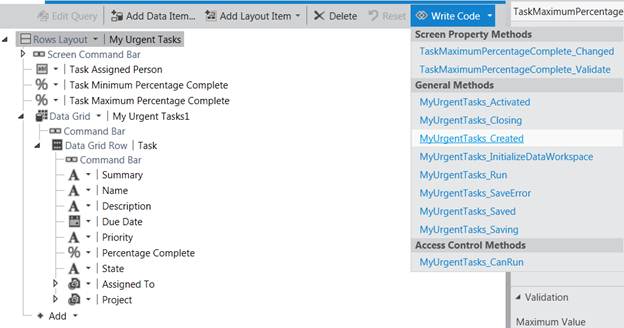 Edit Query
Add Data Item...
Add Layout Item
Delete
Reset
Write Code
TaskMaximumPercentage
Rows Layout | My Urgent Tasks
Screen Command Bar
Task Assigned Person
Task Minimum Percentage Complete
Task Maximum Percentage Complete
Data Grid | My Urgent Tasks1
Command Bar
Data Grid Row | Task
Command Bar
Summary
Name
Description
Due Date
Priority
Percentage Complete
State
Assigned To
Project
Add
Screen Property Methods
TaskMaximumPercentageComplete_Changed
TaskMaximumPercentageComplete_Validate
General Methods
MyUrgentTasks_Activated
MyUrgentTasks_Closing
MyUrgentTasks_Created
MyUrgentTasks_InitializeDataWorkspace
MyUrgentTasks_Run
MyUrgentTasks_SaveError
MyUrgentTasks_Saved
MyUrgentTasks_Saving
Access Control Methods
MyUrgentTasks_CanRun
Validation
Maximum Value